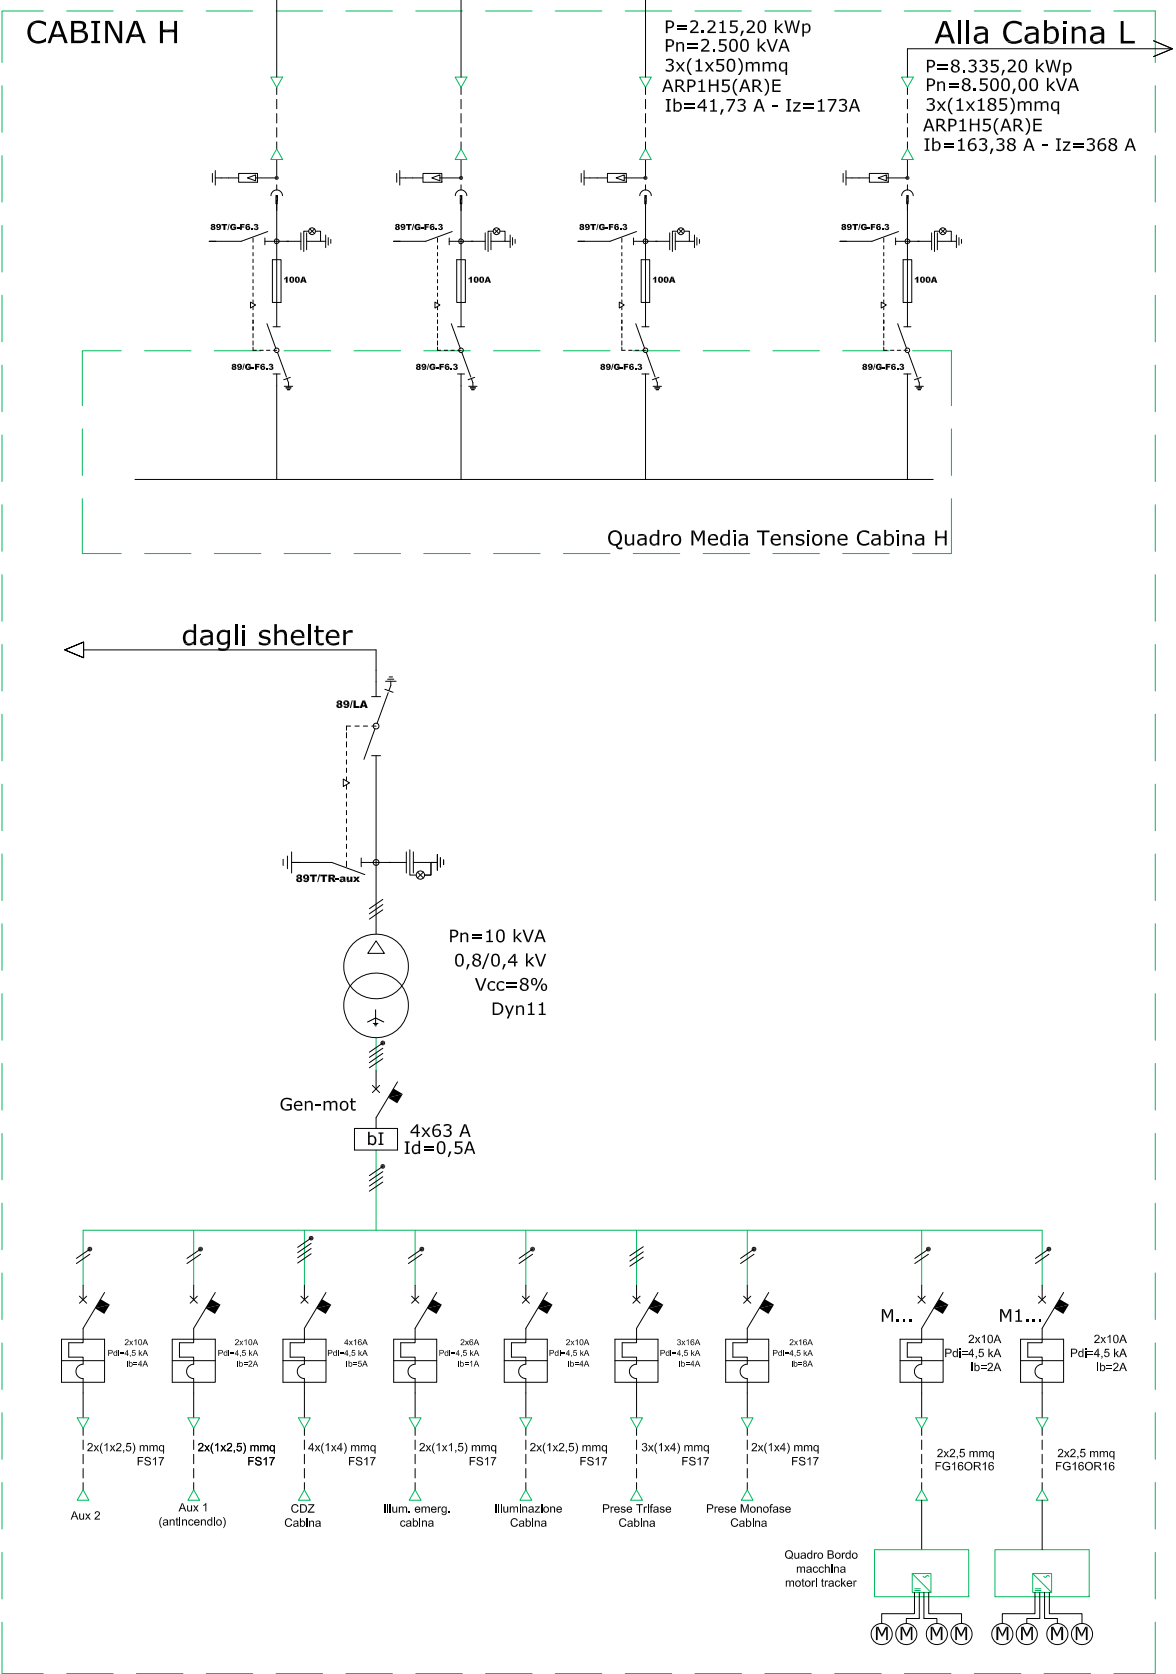 CABINA H
P=2.215,20 kWp
Pn=2.500 kVA
3x(1x50)mmq
ARP1H5(AR)E
Ib=41,73 A - Iz=173A
Alla Cabina L
P=8.335,20 kWp
Pn=8.500,00 kVA
3x(1x185)mmq
ARP1H5(AR)E
Ib=163,38 A - Iz=368 A
89T/G-F6.3
89T/G-F6.3
89T/G-F6.3
89T/G-F6.3
100A
100A
100A
100A
89/G-F6.3
89/G-F6.3
89/G-F6.3
89/G-F6.3
Quadro Media Tensione Cabina H
dagli shelter
89/LA
89T/TR-aux
Pn=10 kVA
0,8/0,4 kV
Vcc=8%
Dyn11
Gen-mot
bI
4x63 A
Id=0,5A
2x10A
Pdi=4,5 kA
Ib=4A
2x10A
Pdi=4,5 kA
Ib=2A
4x16A
Pdi=4,5 kA
Ib=5A
2x6A
Pdi=4,5 kA
Ib=1A
2x10A
Pdi=4,5 kA
Ib=4A
3x16A
Pdi=4,5 kA
Ib=4A
2x16A
Pdi=4,5 kA
Ib=8A
M...
2x10A
Pdi=4,5 kA
Ib=2A
M1...
2x10A
Pdi=4,5 kA
Ib=2A
2x(1x2,5) mmq
FS17
2x(1x2,5) mmq
FS17
4x(1x4) mmq
FS17
2x(1x1,5) mmq
FS17
2x(1x2,5) mmq
FS17
3x(1x4) mmq
FS17
2x(1x4) mmq
FS17
2x2,5 mmq
FG16OR16
2x2,5 mmq
FG16OR16
Aux 2
Aux 1
(antincendio)
CDZ
Cabina
Illum. emerg.
cabina
Illuminazione
Cabina
Prese Trifase
Cabina
Prese Monofase
Cabina
Quadro Bordo
macchina
motori tracker
M M M M
M M M M